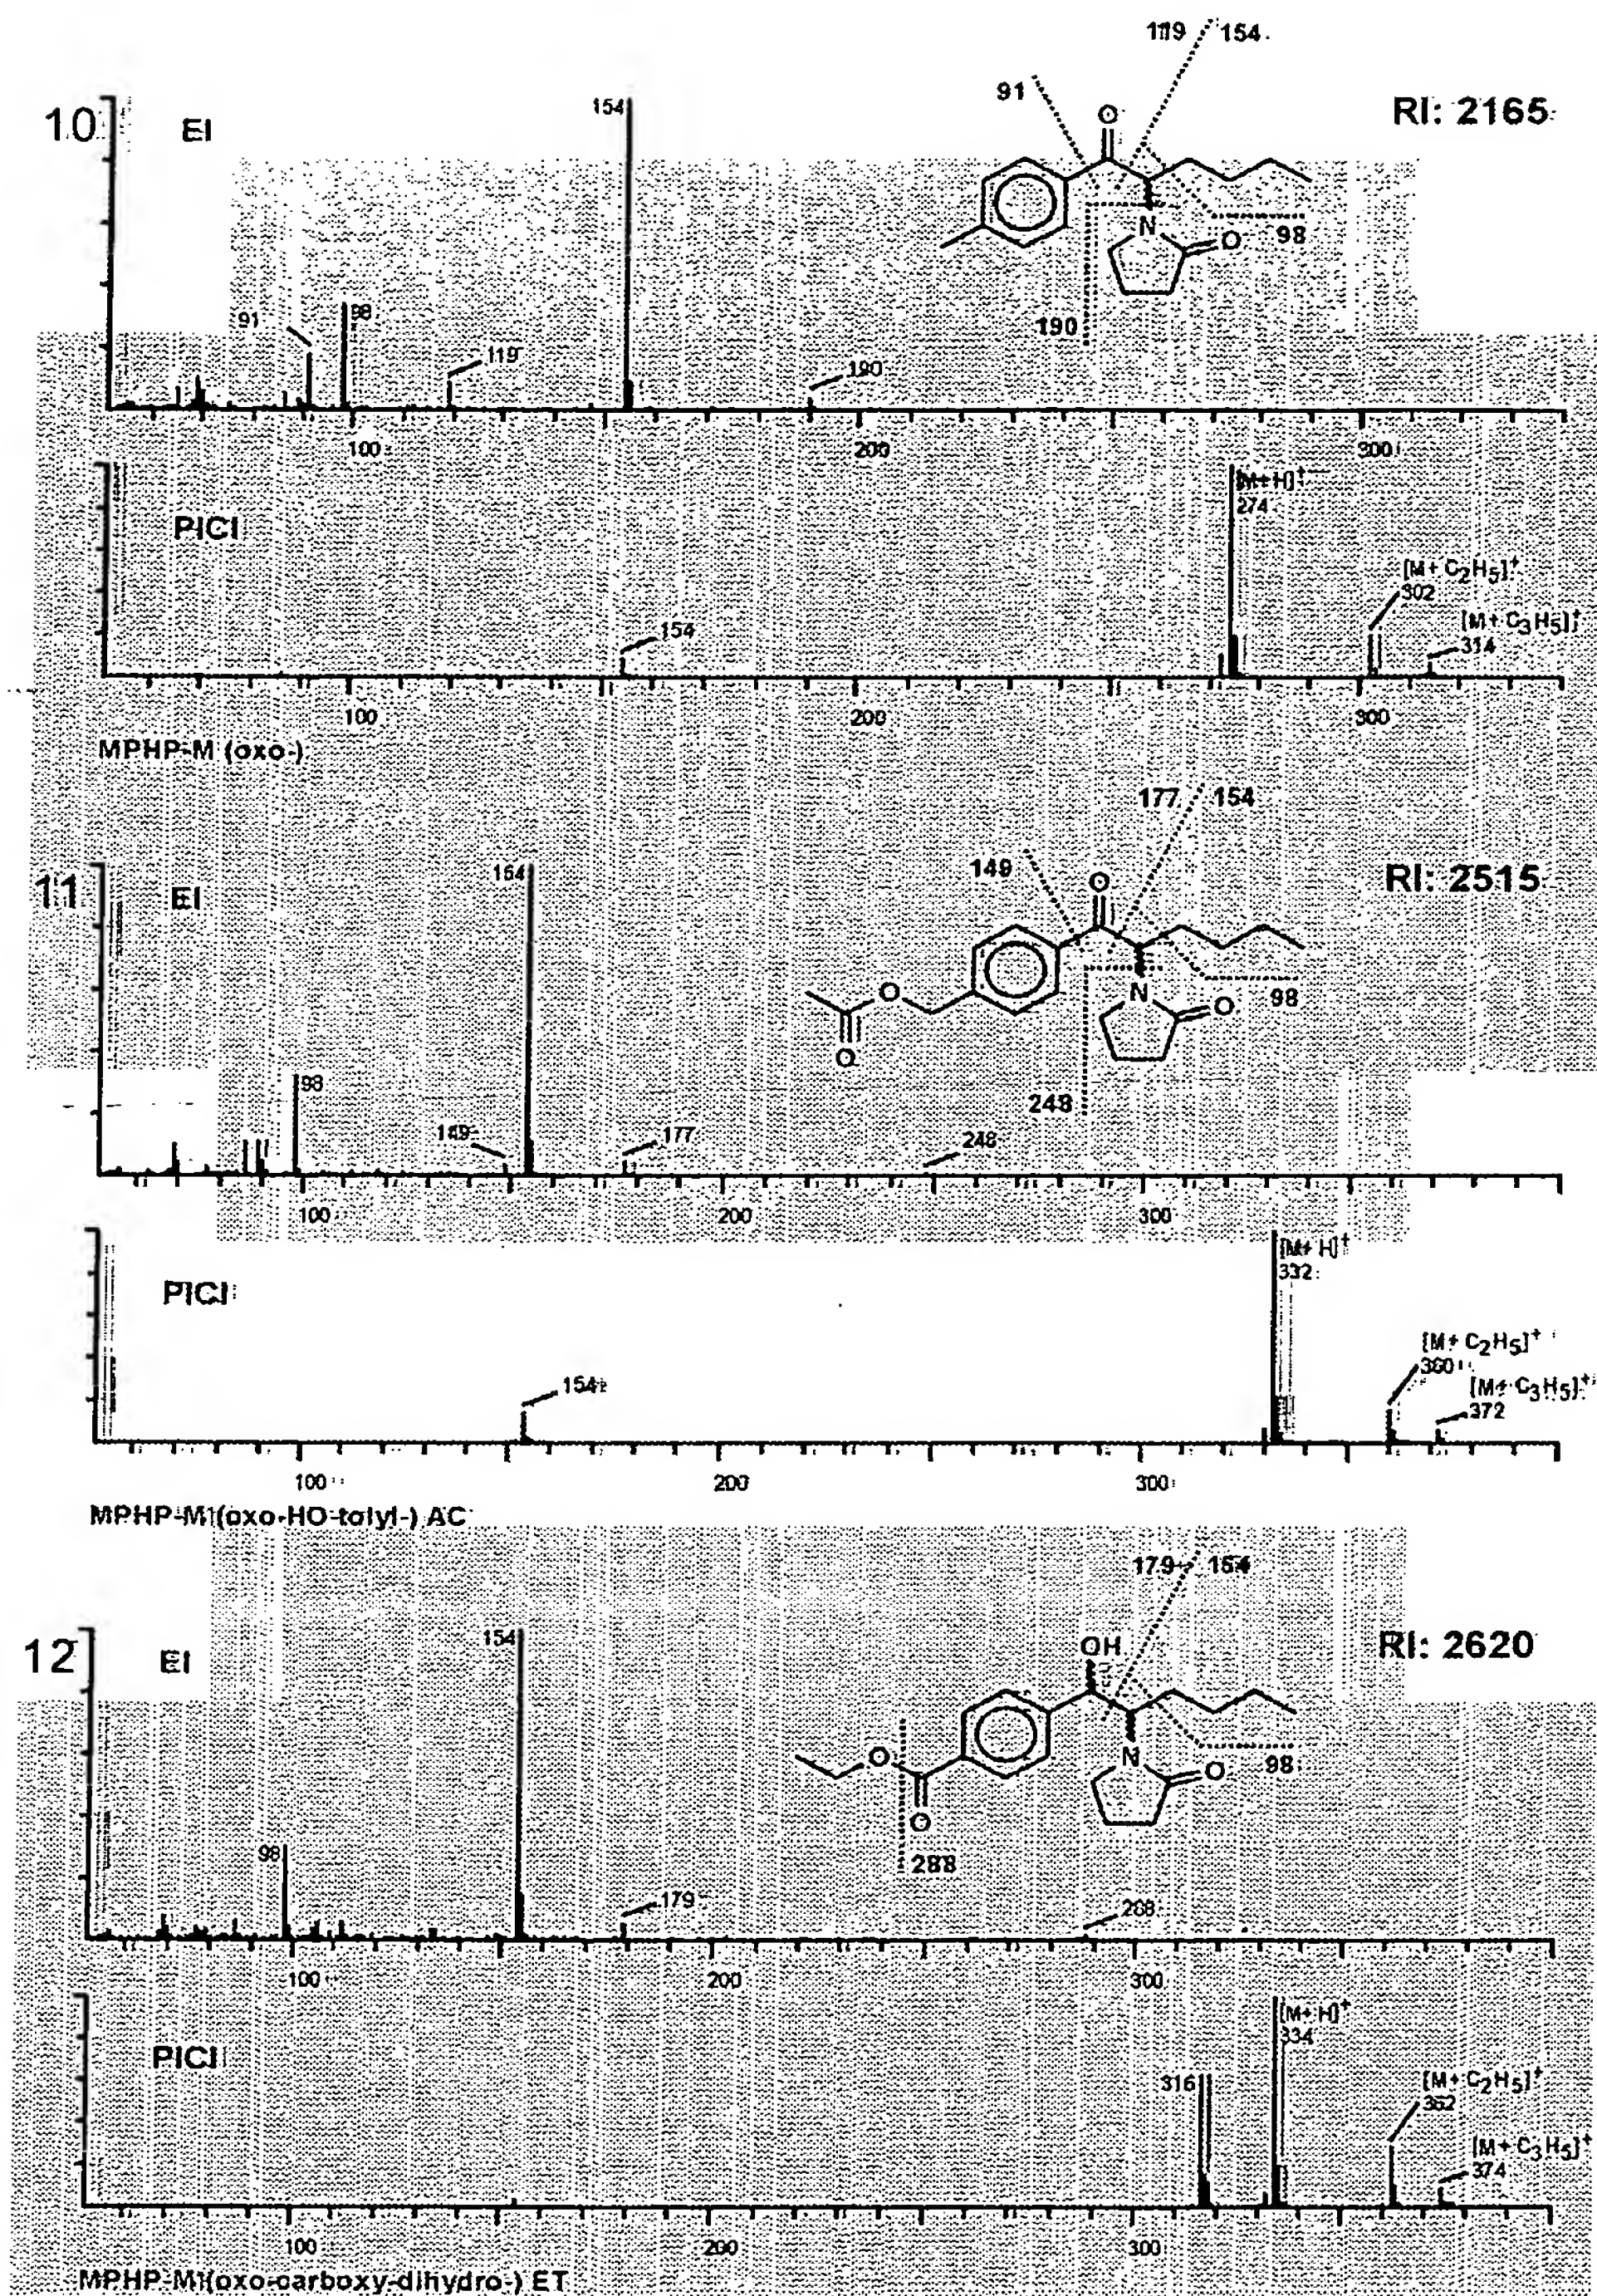 119 154
91
O
10 EI 154 RI: 2165
N
O
98
190
91
98
119
190
100 200 300
[M+H]+
274
PICI
[M+C2H5]+
302
[M+C3H5]+
314
154
100 200 300
MPHP-M (oxo-)
177 154
149
O
11 EI 154 RI: 2515
O
O
N
O
98
248
98
149
177
248
100 200 300
[M+H]+
332
PICI
[M+C2H5]+
360
[M+C3H5]+
372
154
100 200 300
MPHP-M (oxo-HO-tolyl-) AC
179 154
12 EI 154 OH RI: 2620
O
O
N
O
98
288
98
179
288
100 200 300
[M+H]+
334
PICI
316
[M+C2H5]+
362
[M+C3H5]+
374
100 200 300
MPHP-M (oxo-carboxy-dihydro-) ET